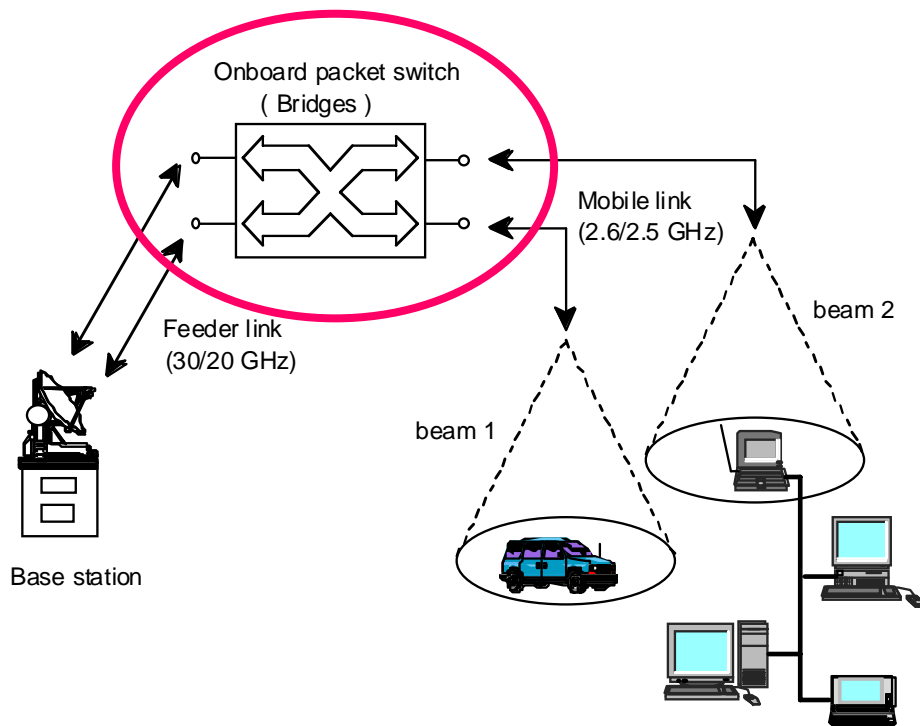 Onboard packet switch
( Bridges )
Mobile link
(2.6/2.5 GHz)
Feeder link
(30/20 GHz)
beam 2
beam 1
Base station